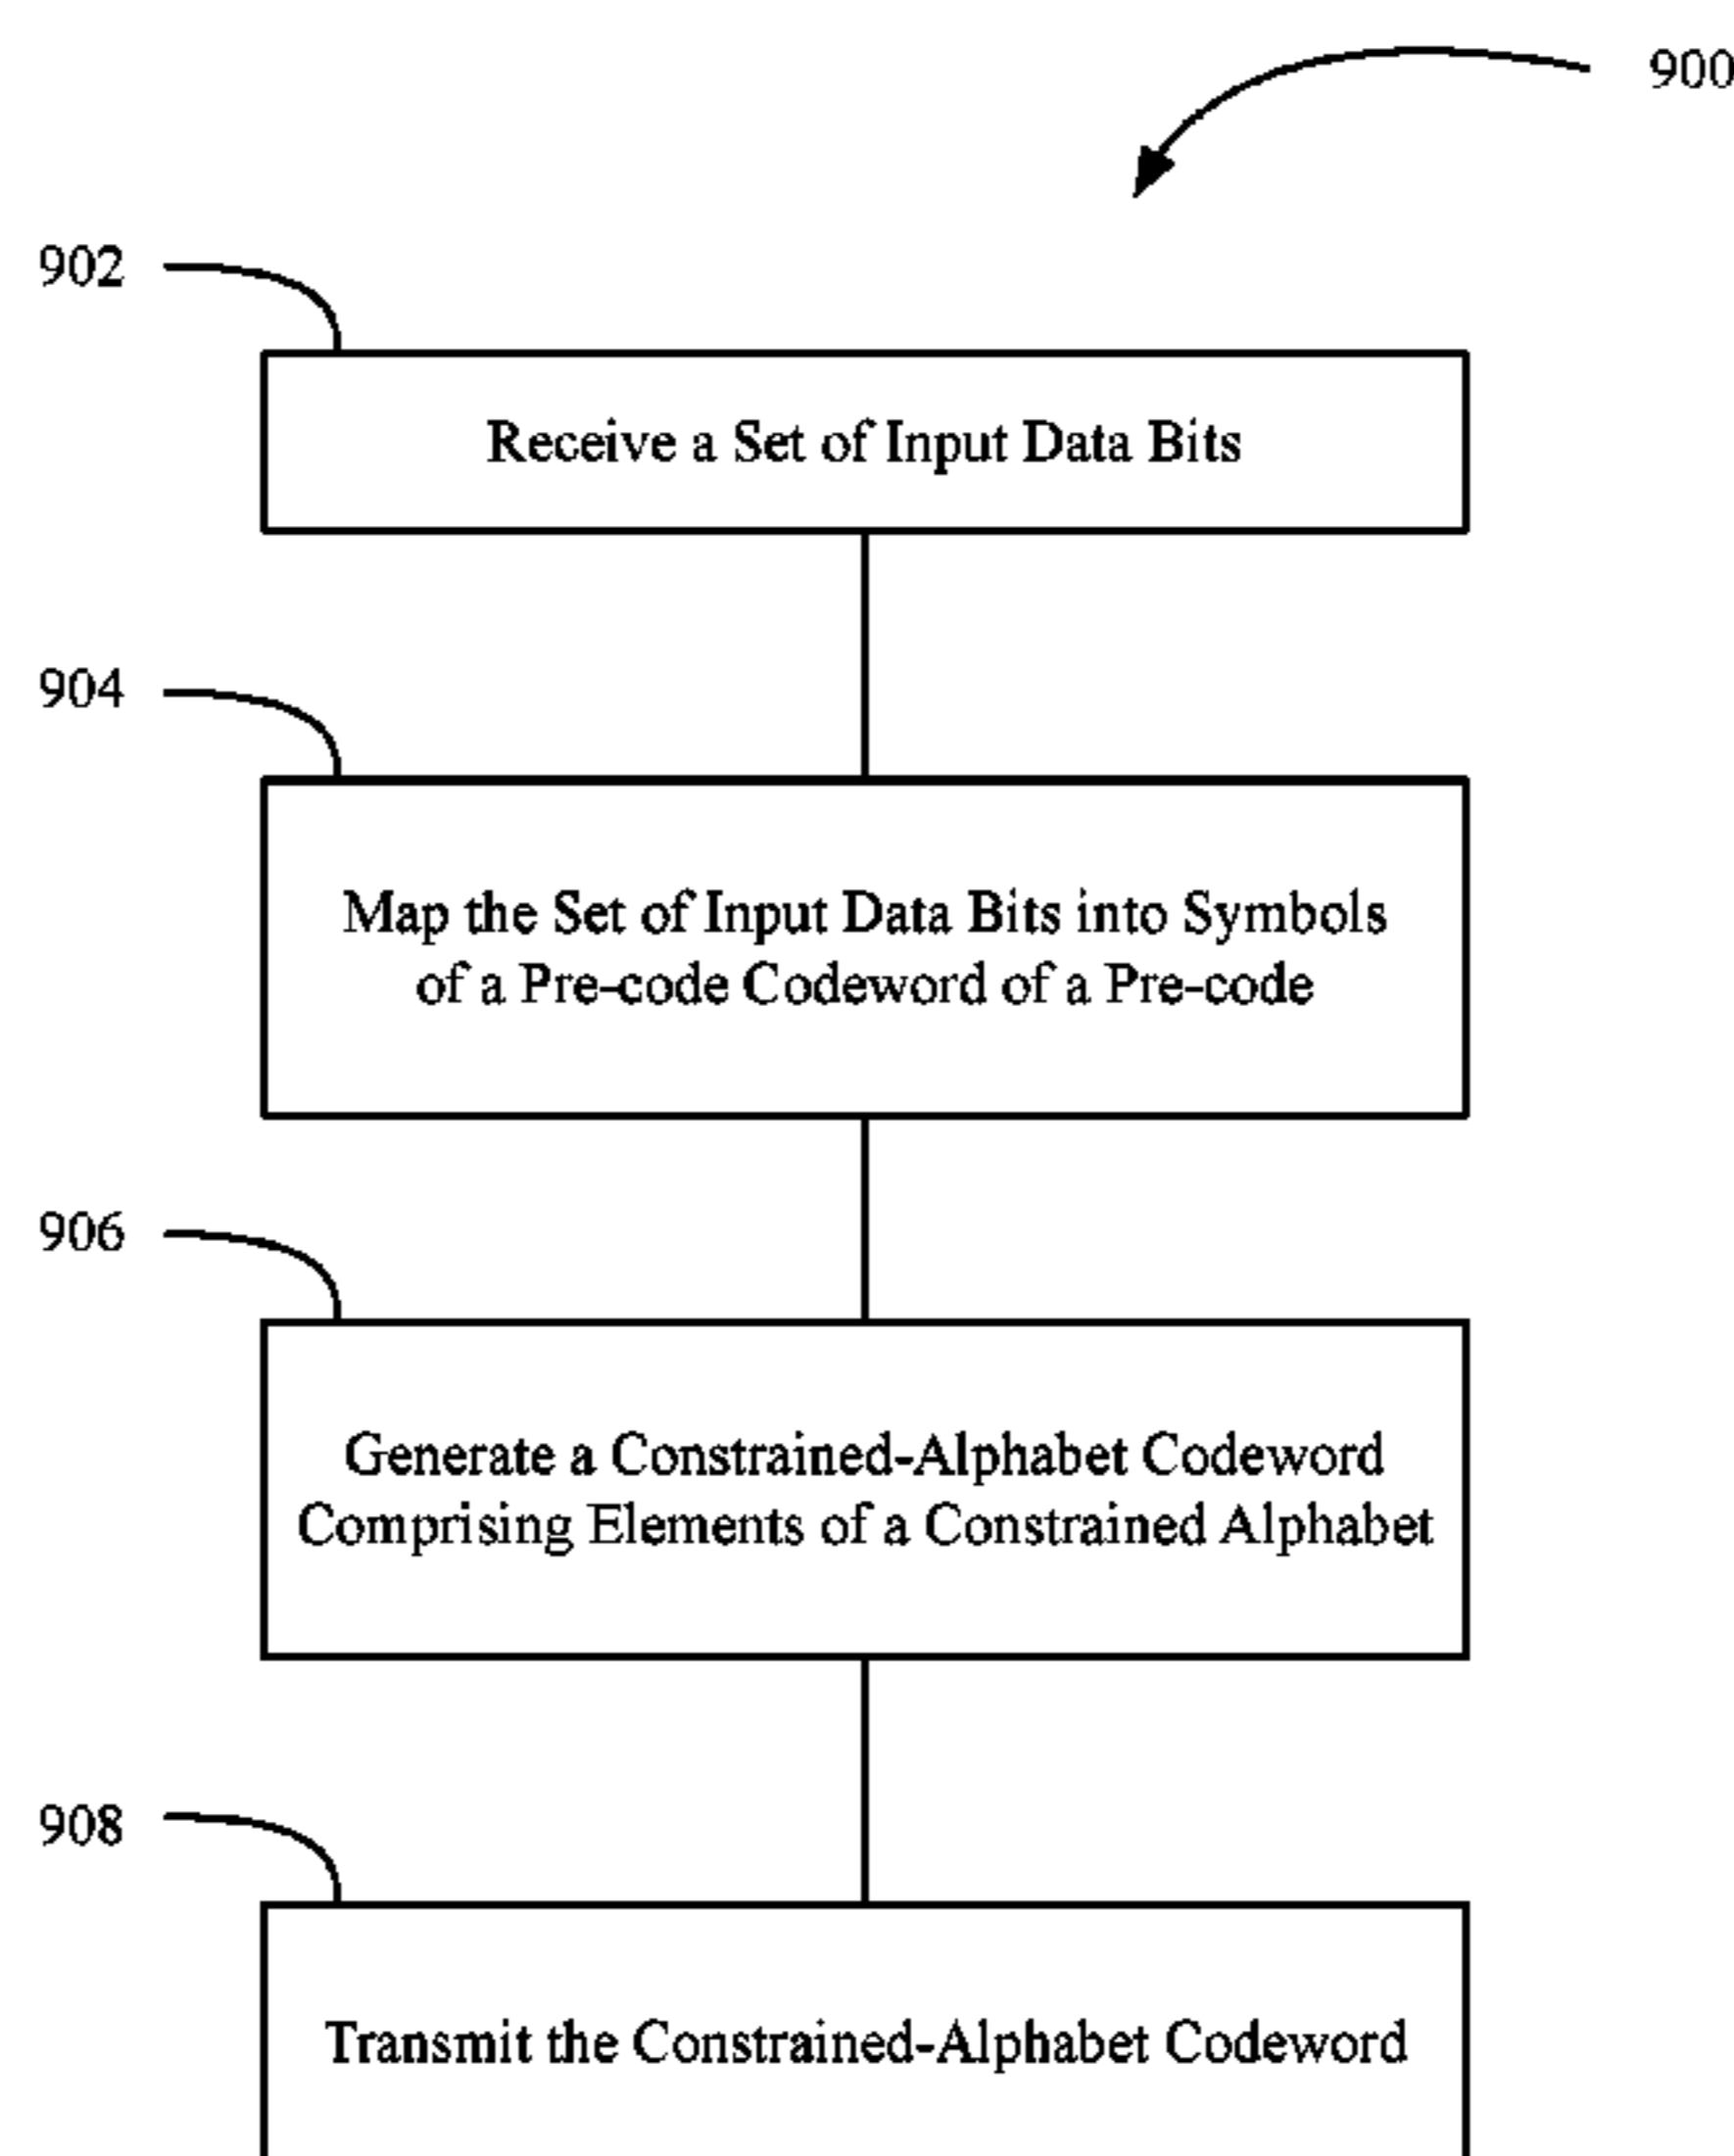 900
902
Receive a Set of Input Data Bits
904
Map the Set of Input Data Bits into Symbols
of a Pre-code Codeword of a Pre-code
906
Generate a Constrained-Alphabet Codeword
Comprising Elements of a Constrained Alphabet
908
Transmit the Constrained-Alphabet Codeword